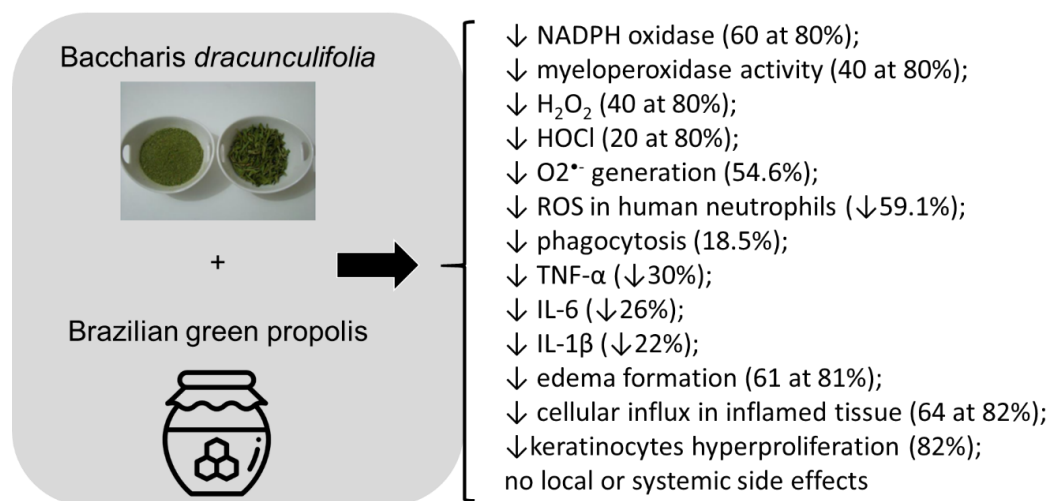 Baccharis dracunculifolia
+
Brazilian green propolis
↓ NADPH oxidase (60 at 80%);
↓ myeloperoxidase activity (40 at 80%);
↓ H₂O₂ (40 at 80%);
↓ HOCl (20 at 80%);
↓ O2•- generation (54.6%);
↓ ROS in human neutrophils (↓59.1%);
↓ phagocytosis (18.5%);
↓ TNF-α (↓30%);
↓ IL-6 (↓26%);
↓ IL-1β (↓22%);
↓ edema formation (61 at 81%);
↓ cellular influx in inflamed tissue (64 at 82%);
↓keratinocytes hyperproliferation (82%);
no local or systemic side effects